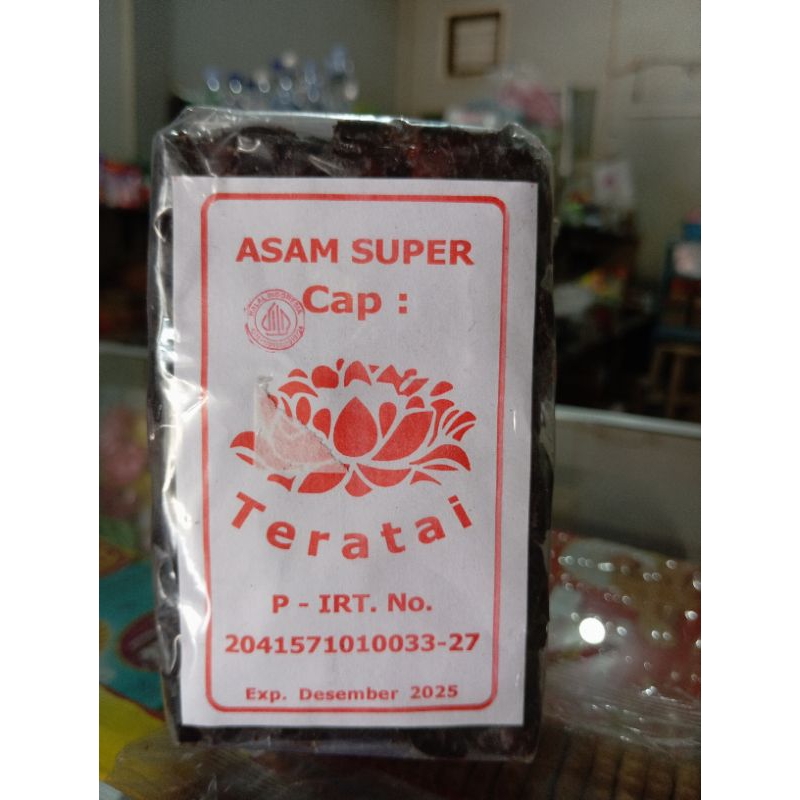 ASAM SUPER
Cap :
Teratai
P - IRT. No.
2041571010033-27
Exp. Desember 2025